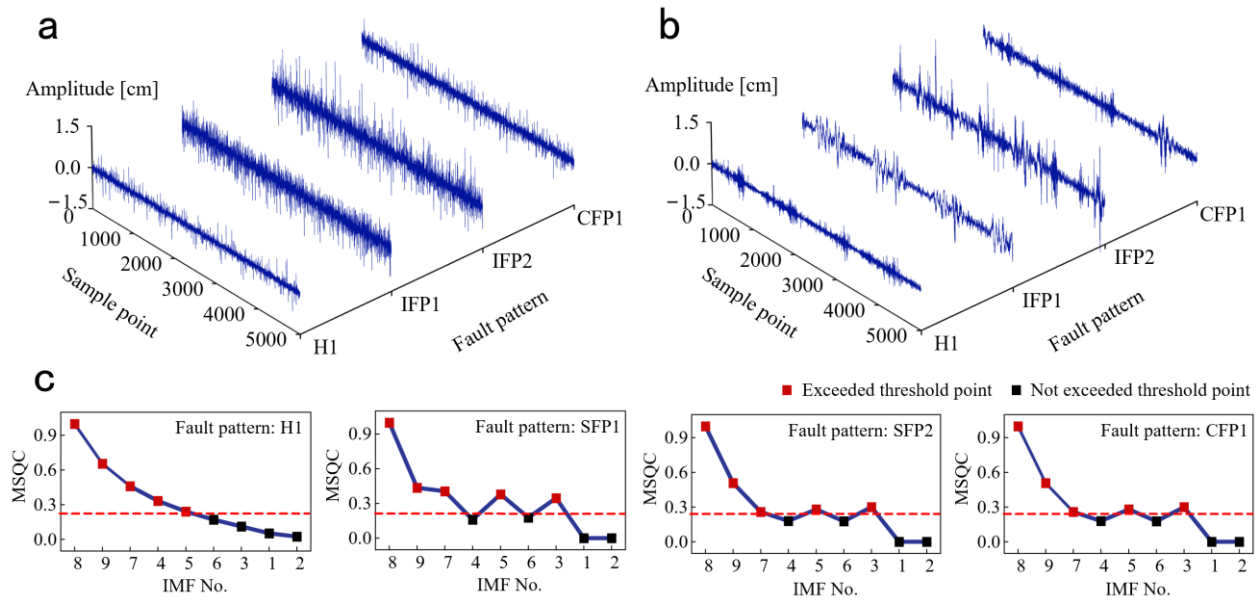 a
Amplitude [cm]
1.5
0.0
−1.5
0
1000
2000
3000
4000
5000
Sample point
H1
IFP1
IFP2
CFP1
Fault pattern
b
Amplitude [cm]
1.5
0.0
−1.5
0
1000
2000
3000
4000
5000
Sample point
H1
IFP1
IFP2
CFP1
Fault pattern
c
Exceeded threshold point
Not exceeded threshold point
Fault pattern: H1
MSQC
0.9
0.6
0.3
0.0
8 9 7 4 5 6 3 1 2
IMF No.
Fault pattern: SFP1
MSQC
0.9
0.6
0.3
0.0
8 9 7 4 5 6 3 1 2
IMF No.
Fault pattern: SFP2
MSQC
0.9
0.6
0.3
0.0
8 9 7 4 5 6 3 1 2
IMF No.
Fault pattern: CFP1
MSQC
0.9
0.6
0.3
0.0
8 9 7 4 5 6 3 1 2
IMF No.